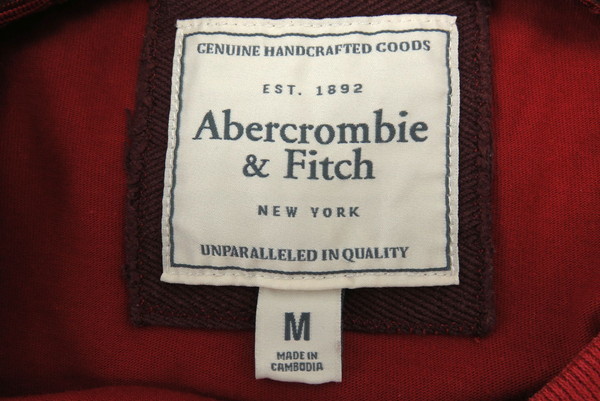 GENUINE HANDCRAFTED GOODS
EST. 1892
Abercrombie
& Fitch
NEW YORK
UNPARALLELED IN QUALITY
M
MADE IN
CAMBODIA